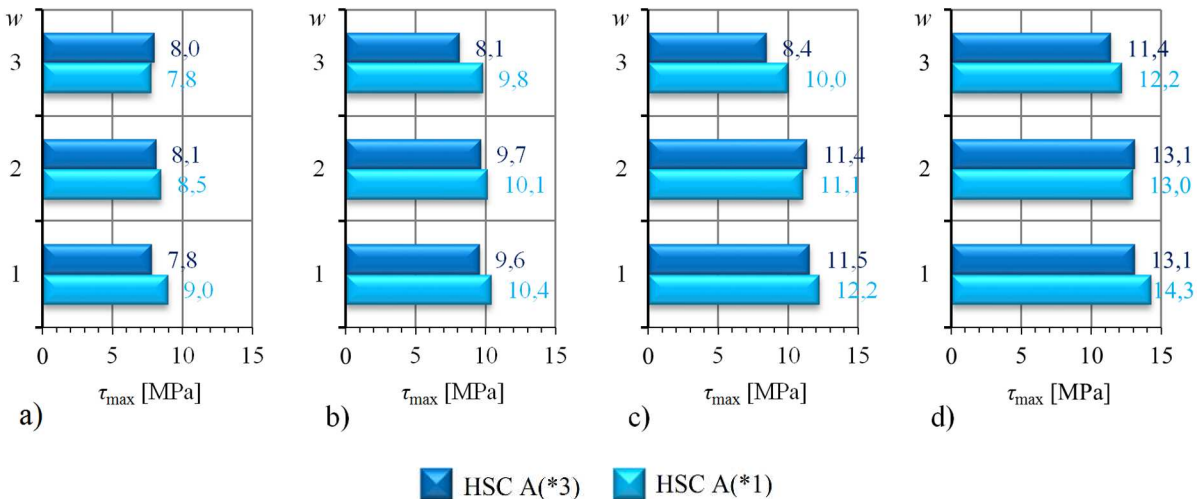 w
3
8,0
7,8
2
8,1
8,5
1
7,8
9,0
0 5 10 15
τmax [MPa]
a)
w
3
8,1
9,8
2
9,7
10,1
1
9,6
10,4
0 5 10 15
τmax [MPa]
b)
w
3
8,4
10,0
2
11,4
11,1
1
11,5
12,2
0 5 10 15
τmax [MPa]
c)
w
3
11,4
12,2
2
13,1
13,0
1
13,1
14,3
0 5 10 15
τmax [MPa]
d)
HSC A(*3) HSC A(*1)